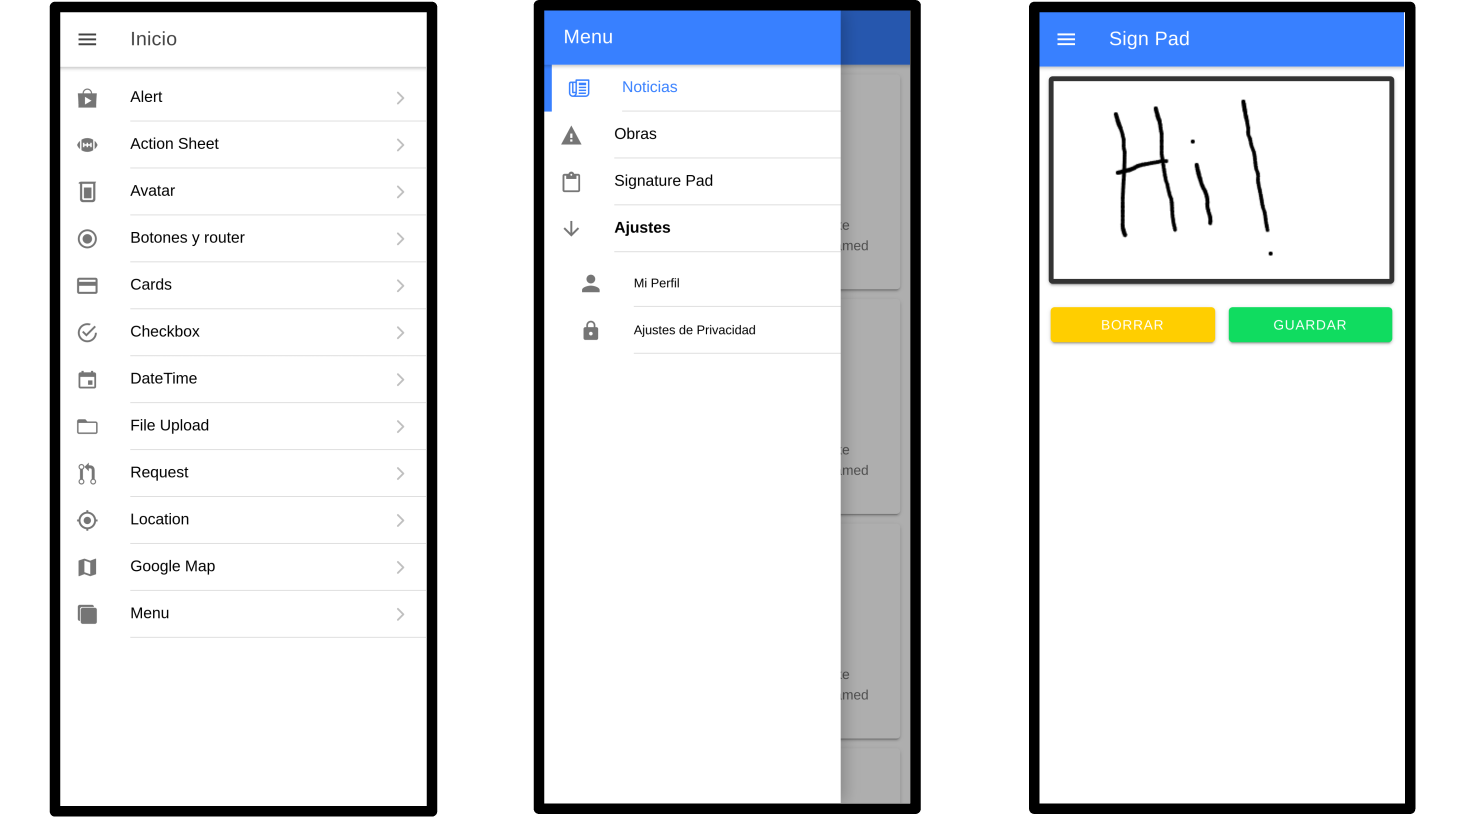 Inicio
Alert
Action Sheet
Avatar
Botones y router
Cards
Checkbox
DateTime
File Upload
Request
Location
Google Map
Menu
Menu
Noticias
Obras
Signature Pad
Ajustes
Mi Perfil
Ajustes de Privacidad
med
med
med
Sign Pad
Hi!
BORRAR
GUARDAR